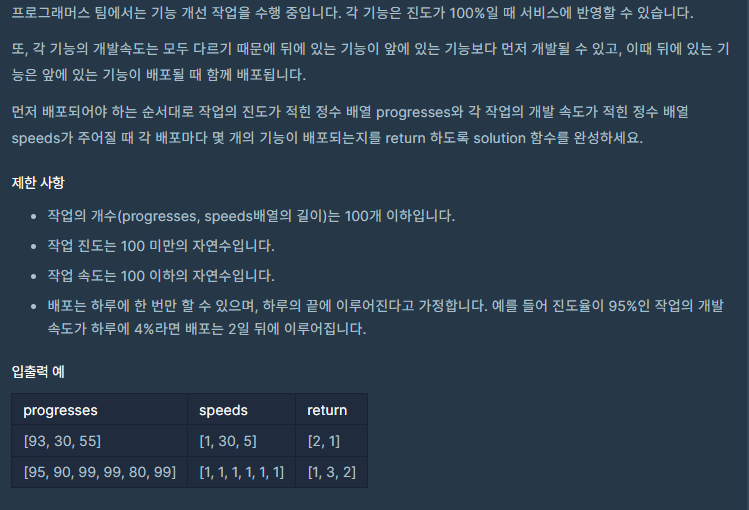 프로그래머스 팀에서는 기능 개선 작업을 수행 중입니다. 각 기능은 진도가 100%일 때 서비스에 반영할 수 있습니다.
또, 각 기능의 개발속도는 모두 다르기 때문에 뒤에 있는 기능이 앞에 있는 기능보다 먼저 개발될 수 있고, 이때 뒤에 있는 기
능은 앞에 있는 기능이 배포될 때 함께 배포됩니다.
먼저 배포되어야 하는 순서대로 작업의 진도가 적힌 정수 배열 progresses와 각 작업의 개발 속도가 적힌 정수 배열
speeds가 주어질 때 각 배포마다 몇 개의 기능이 배포되는지를 return 하도록 solution 함수를 완성하세요.
제한 사항
• 작업의 개수(progresses, speeds배열의 길이)는 100개 이하입니다.
• 작업 진도는 100 미만의 자연수입니다.
• 작업 속도는 100 이하의 자연수입니다.
• 배포는 하루에 한 번만 할 수 있으며, 하루의 끝에 이루어진다고 가정합니다. 예를 들어 진도율이 95%인 작업의 개발
속도가 하루에 4%라면 배포는 2일 뒤에 이루어집니다.
입출력 예
progresses speeds return
[93, 30, 55] [1, 30, 5] [2, 1]
[95, 90, 99, 99, 80, 99] [1, 1, 1, 1, 1, 1] [1, 3, 2]